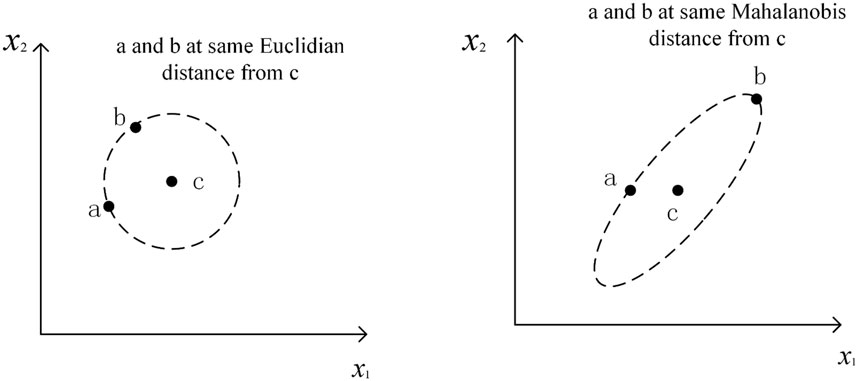 x₂
a and b at same Euclidian
distance from c
b
c
a
x₁
x₂
a and b at same Mahalanobis
distance from c
b
a
c
x₁